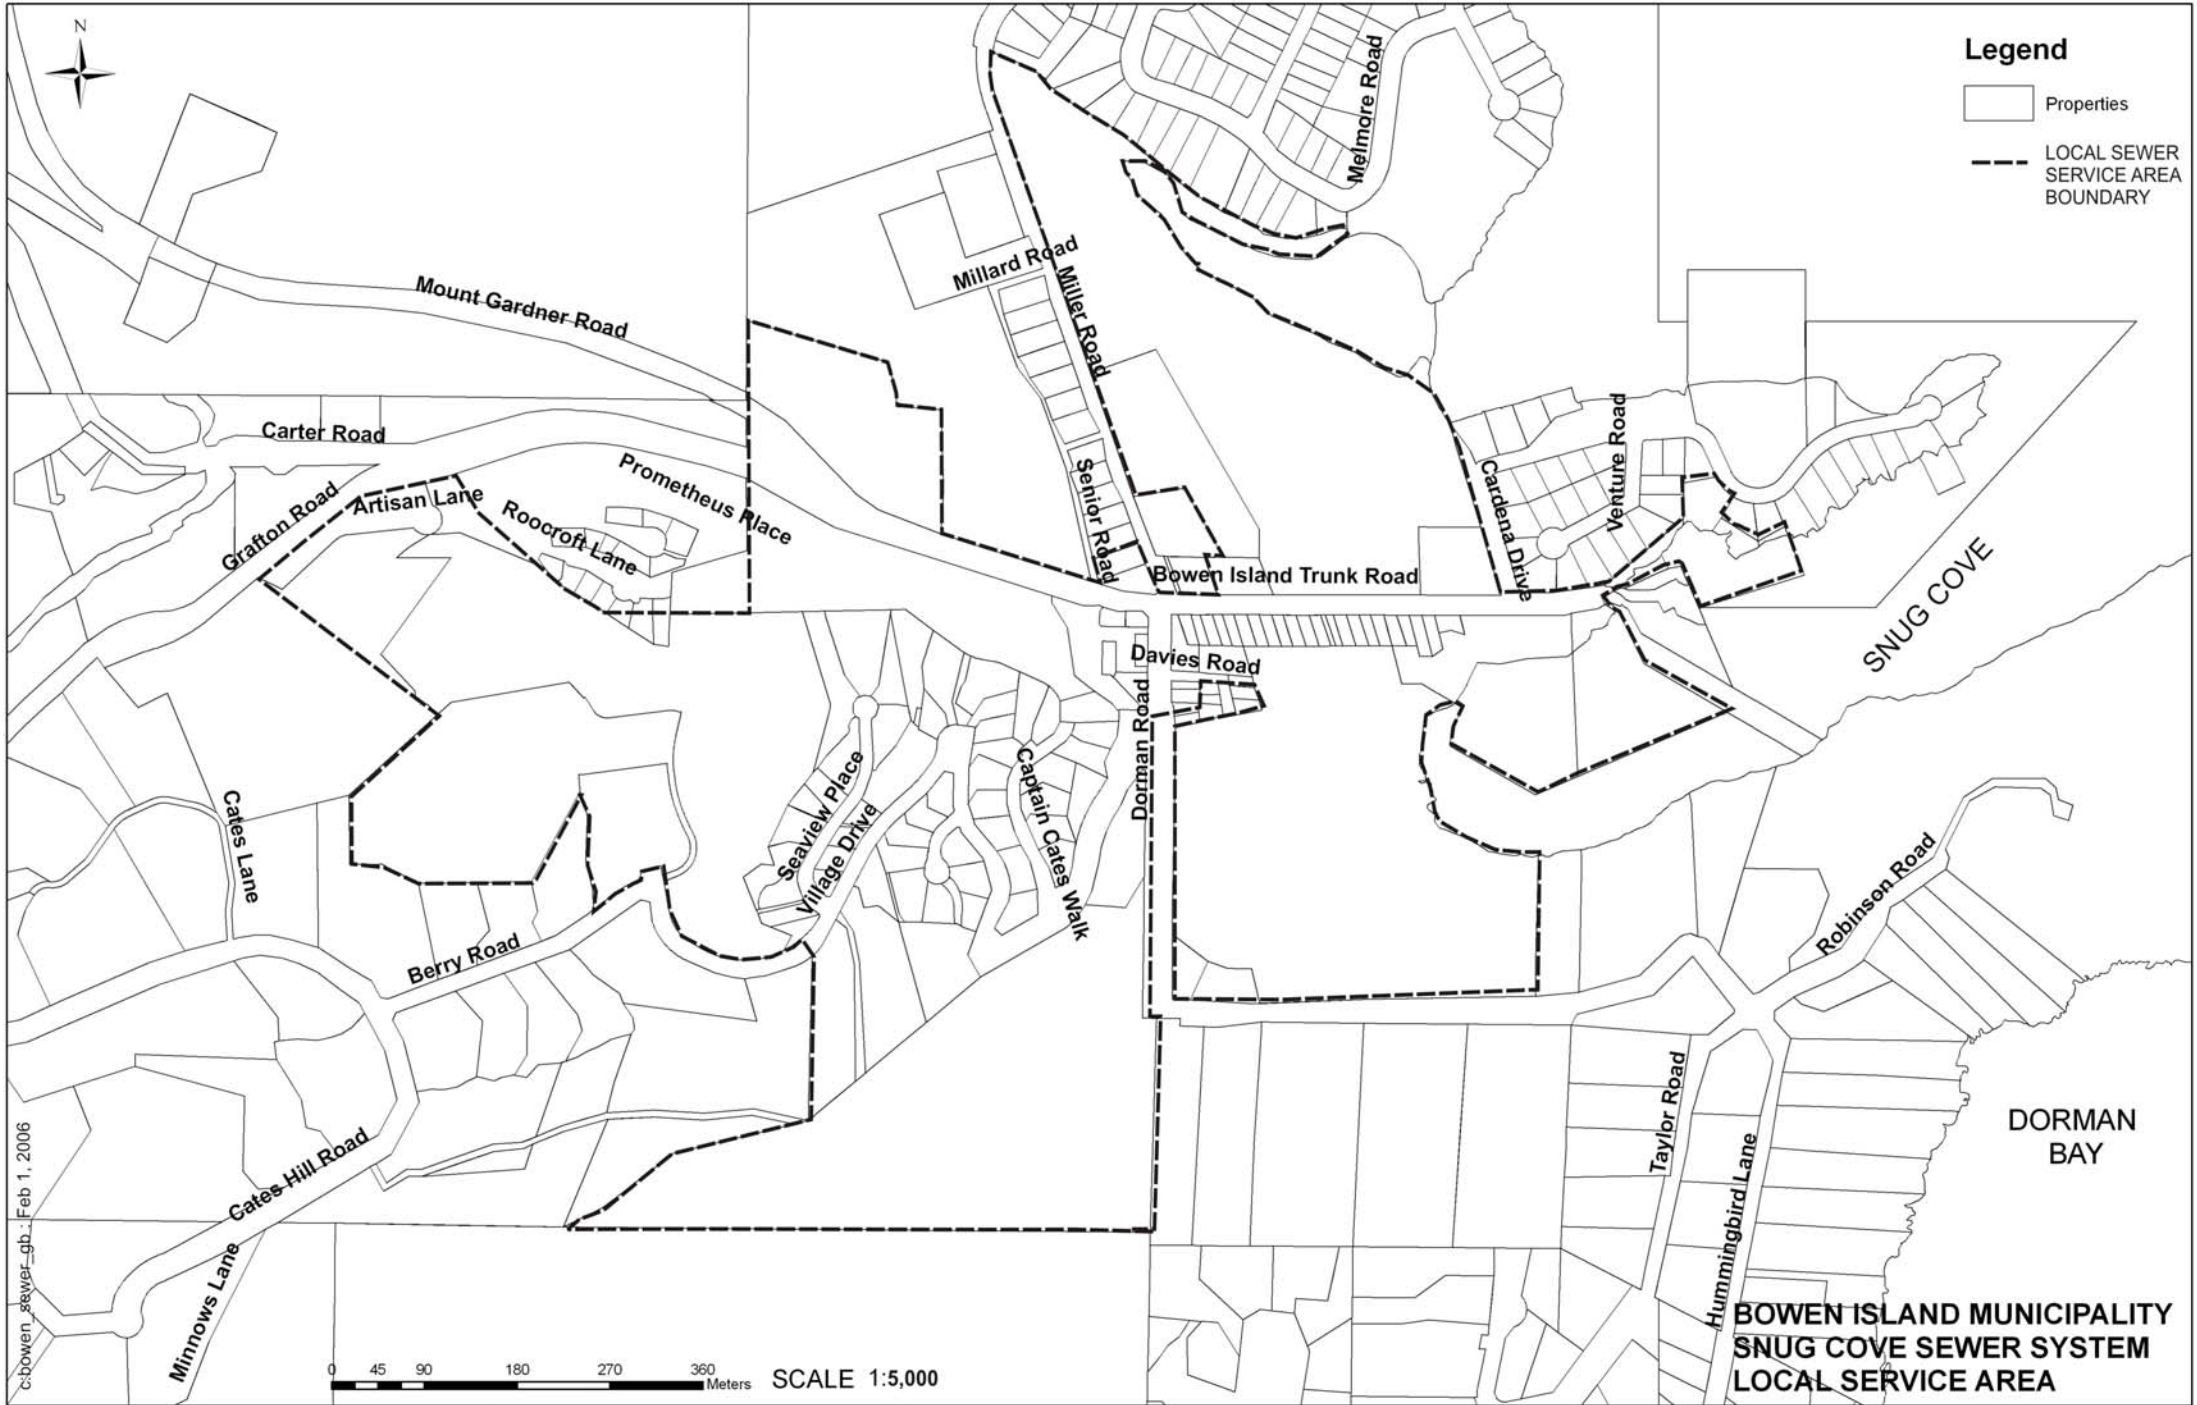 N
Legend
Properties
LOCAL SEWER
SERVICE AREA
BOUNDARY
Melmore Road
Millard Road
Miller Road
Mount Gardner Road
Carter Road
Prometheus Place
Grafton Road
Artisan Lane
Roocroft Lane
Senior Road
Cardena Drive
Venture Road
Bowen Island Trunk Road
SNUG COVE
Davies Road
Dorman Road
Seaview Place
Village Drive
Captain Cates Walk
Cates Lane
Berry Road
Robinson Road
Taylor Road
Hummingbird Lane
DORMAN
BAY
Cates Hill Road
Minnows Lane
c:bowen_sewer_gb : Feb 1, 2006
0 45 90 180 270 360
Meters
SCALE 1:5,000
BOWEN ISLAND MUNICIPALITY
SNUG COVE SEWER SYSTEM
LOCAL SERVICE AREA